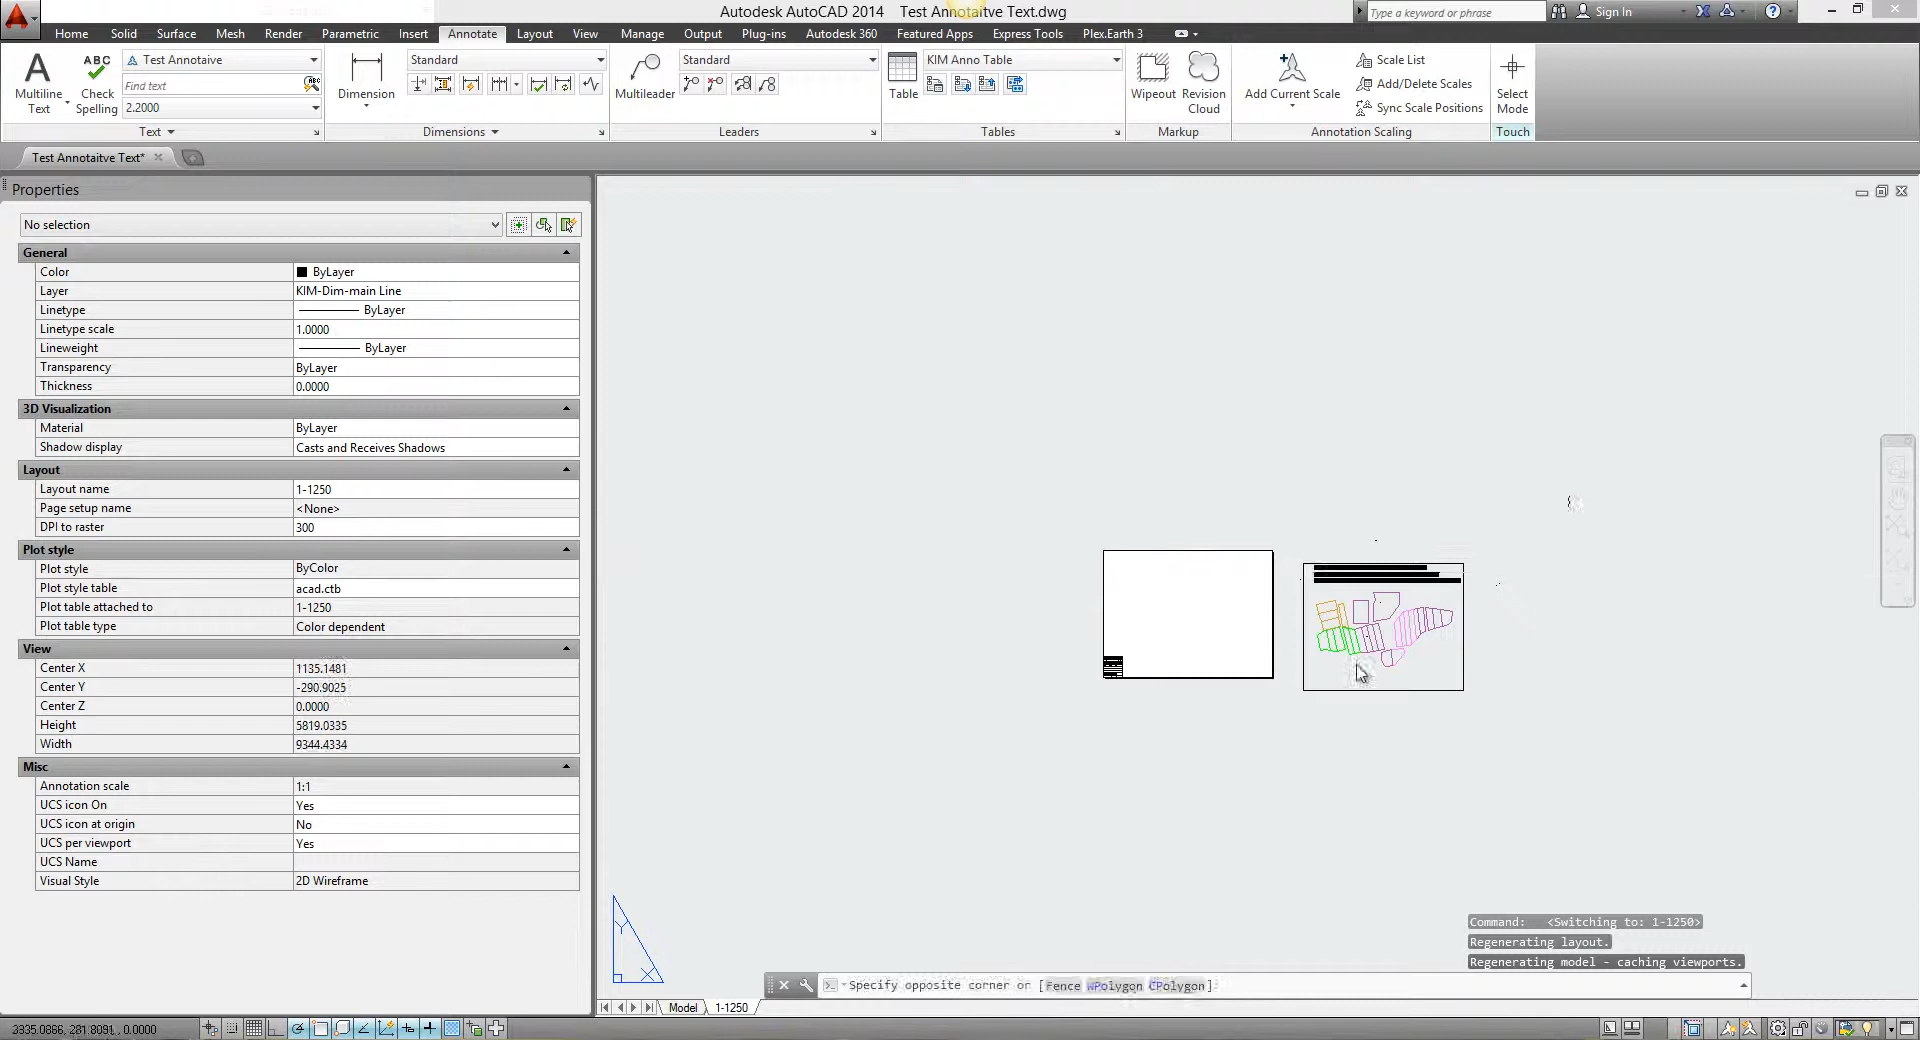 Autodesk AutoCAD 2014 Test Annotaitve Text.dwg
Type a keyword or phrase
Sign In
Home Solid Surface Mesh Render Parametric Insert Annotate Layout View Manage Output Plug-ins Autodesk 360 Featured Apps Express Tools Plex.Earth 3
A
Multiline
Text
ABC
Check
Spelling
Test Annotaive
Find text
ABC
2.2000
Text
Dimension
Standard
Dimensions
Multileader
Standard
Leaders
Table
KIM Anno Table
Tables
Wipeout
Revision
Cloud
Markup
Add Current Scale
Scale List
Add/Delete Scales
Sync Scale Positions
Annotation Scaling
Select
Mode
Touch
Test Annotaitve Text*
Properties
No selection
General
Color ByLayer
Layer KIM-Dim-main Line
Linetype ByLayer
Linetype scale 1.0000
Lineweight ByLayer
Transparency ByLayer
Thickness 0.0000
3D Visualization
Material ByLayer
Shadow display Casts and Receives Shadows
Layout
Layout name 1-1250
Page setup name <None>
DPI to raster 300
Plot style
Plot style ByColor
Plot style table acad.ctb
Plot table attached to 1-1250
Plot table type Color dependent
View
Center X 1135.1481
Center Y -290.9025
Center Z 0.0000
Height 5819.0335
Width 9344.4334
Misc
Annotation scale 1:1
UCS icon On Yes
UCS icon at origin No
UCS per viewport Yes
UCS Name
Visual Style 2D Wireframe
Y
X
Command: <Switching to: 1-1250>
Regenerating layout.
Regenerating model - caching viewports.
Specify opposite corner or [Fence WPolygon CPolygon]:
Model 1-1250
3335.0866, 281.8091, 0.0000